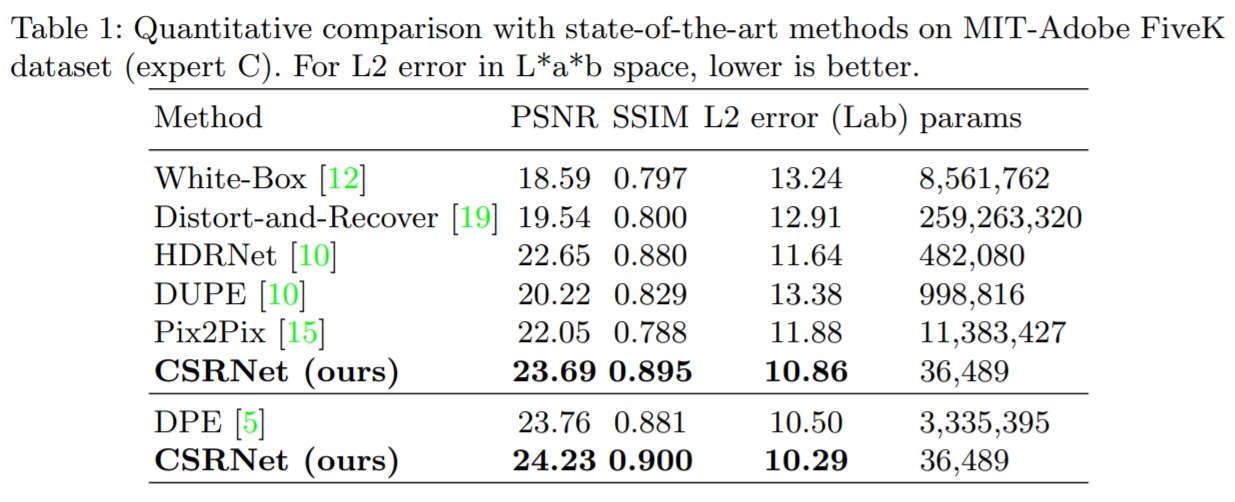 Table 1: Quantitative comparison with state-of-the-art methods on MIT-Adobe FiveK
dataset (expert C). For L2 error in L*a*b space, lower is better.
Method PSNR SSIM L2 error (Lab) params
White-Box [12] 18.59 0.797 13.24 8,561,762
Distort-and-Recover [19] 19.54 0.800 12.91 259,263,320
HDRNet [10] 22.65 0.880 11.64 482,080
DUPE [10] 20.22 0.829 13.38 998,816
Pix2Pix [15] 22.05 0.788 11.88 11,383,427
CSRNet (ours) 23.69 0.895 10.86 36,489
DPE [5] 23.76 0.881 10.50 3,335,395
CSRNet (ours) 24.23 0.900 10.29 36,489